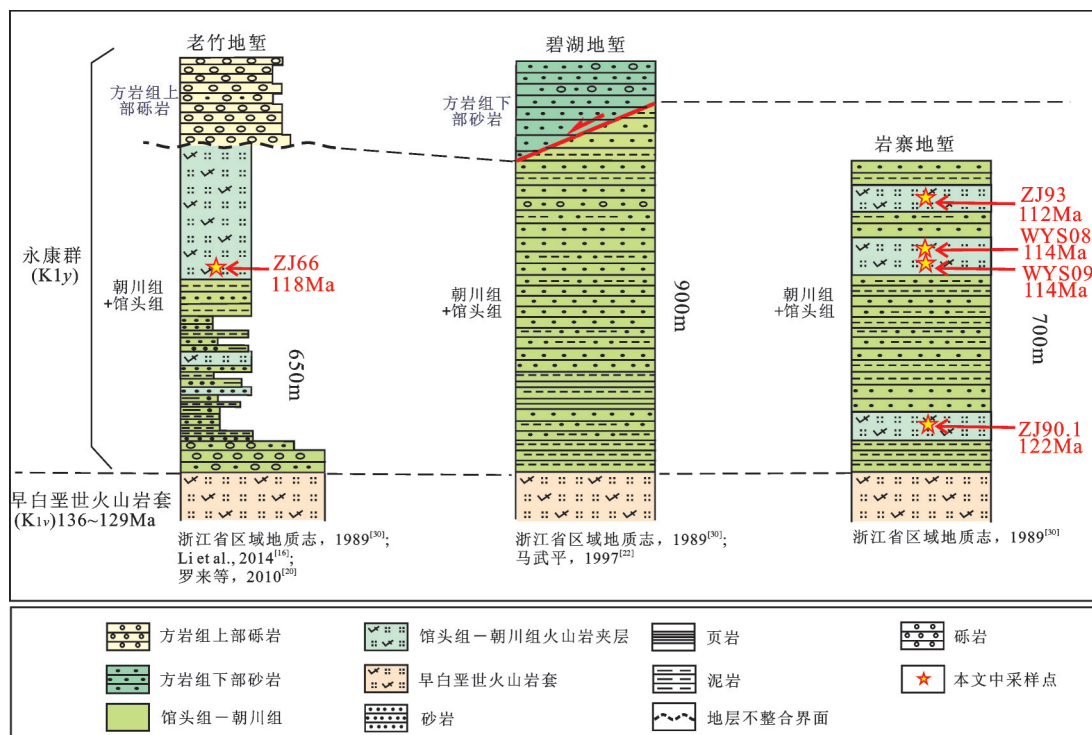 老竹地堑
碧湖地堑
岩寨地堑
方岩组上
部砾岩
方岩组下
部砂岩
永康群
(K1y)
朝川组
+馆头组
朝川组
+馆头组
朝川组
+馆头组
ZJ66
118Ma
650m
900m
700m
ZJ93
112Ma
WYS08
114Ma
WYS09
114Ma
ZJ90.1
122Ma
早白垩世火山岩套
(K1v)136~129Ma
浙江省区域地质志，1989[30];
Li et al., 2014[16];
罗来等，2010[20]
浙江省区域地质志，1989[30];
马武平，1997[22]
浙江省区域地质志，1989[30]
方岩组上部砾岩
馆头组－朝川组火山岩夹层
页岩
砾岩
方岩组下部砂岩
早白垩世火山岩套
泥岩
本文中采样点
馆头组－朝川组
砂岩
地层不整合界面